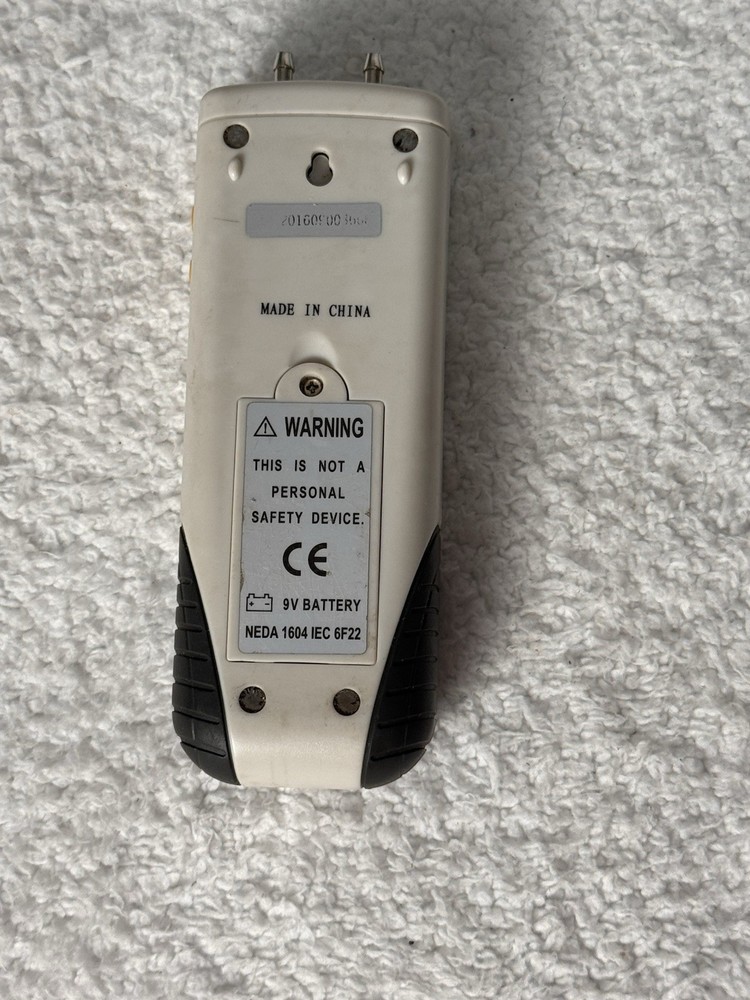 MADE IN CHINA
WARNING
THIS IS NOT A
PERSONAL
SAFETY DEVICE.
CE
9V BATTERY
NEDA 1604 IEC 6F22